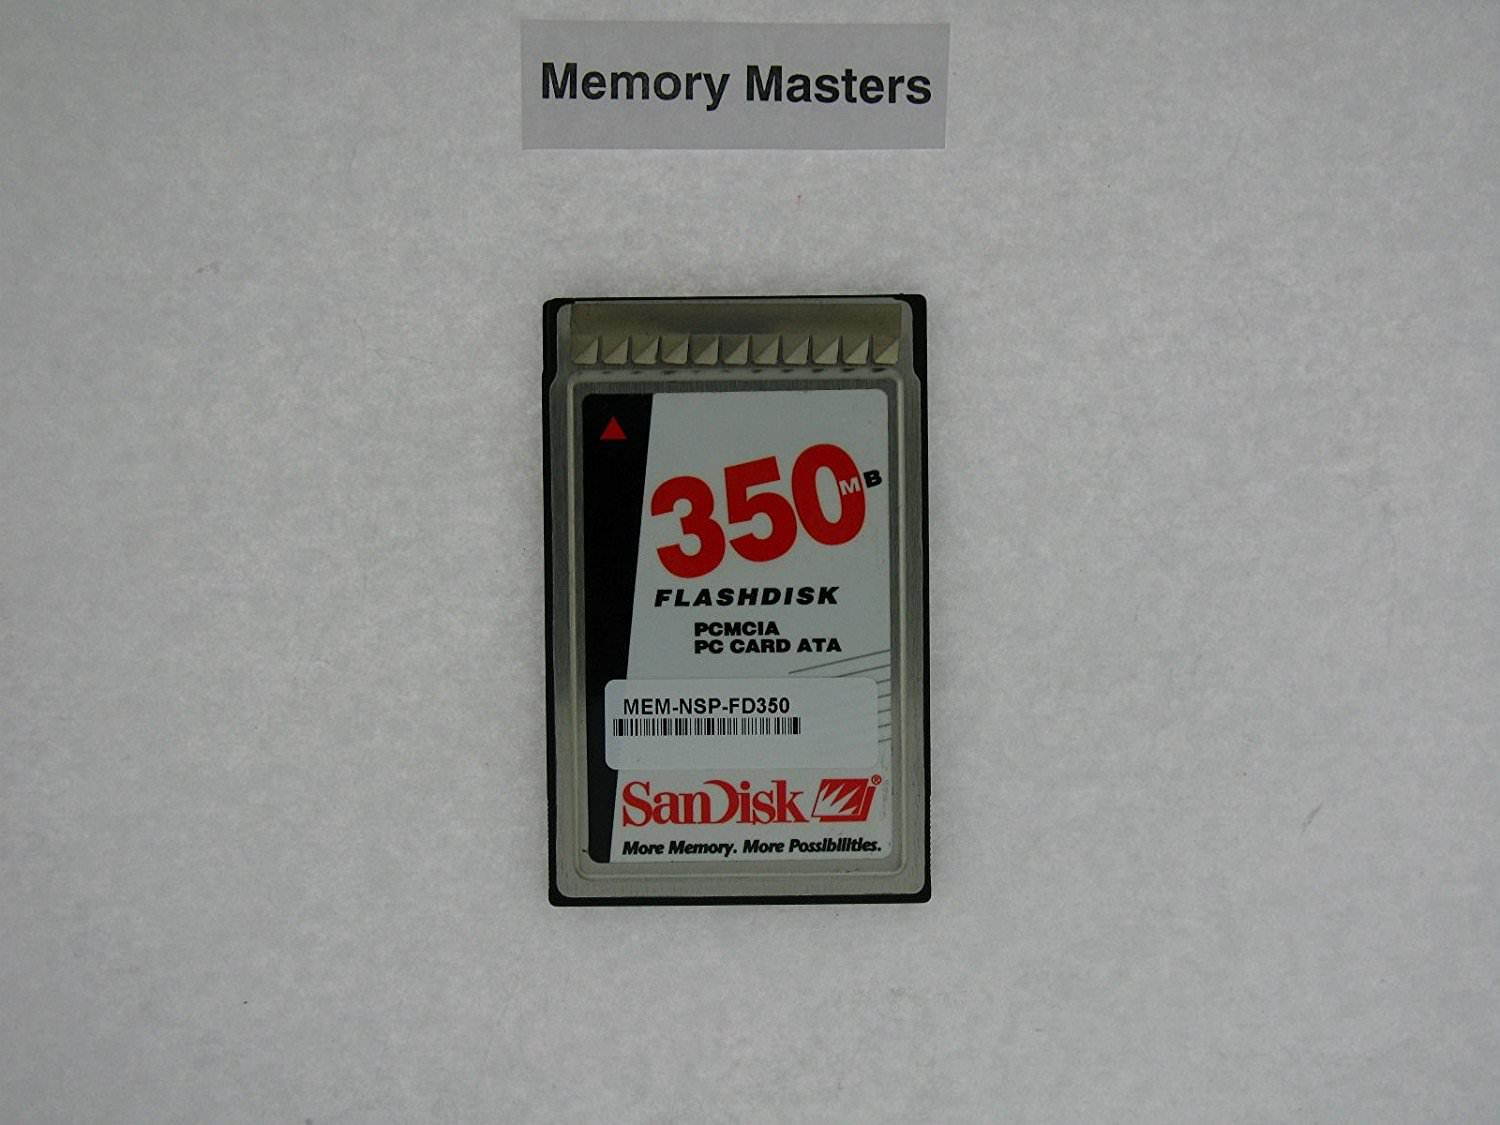 Memory Masters
350MB
FLASHDISK
PCMCIA
PC CARD ATA
MEM-NSP-FD350
SanDisk ®
More Memory. More Possibilities.